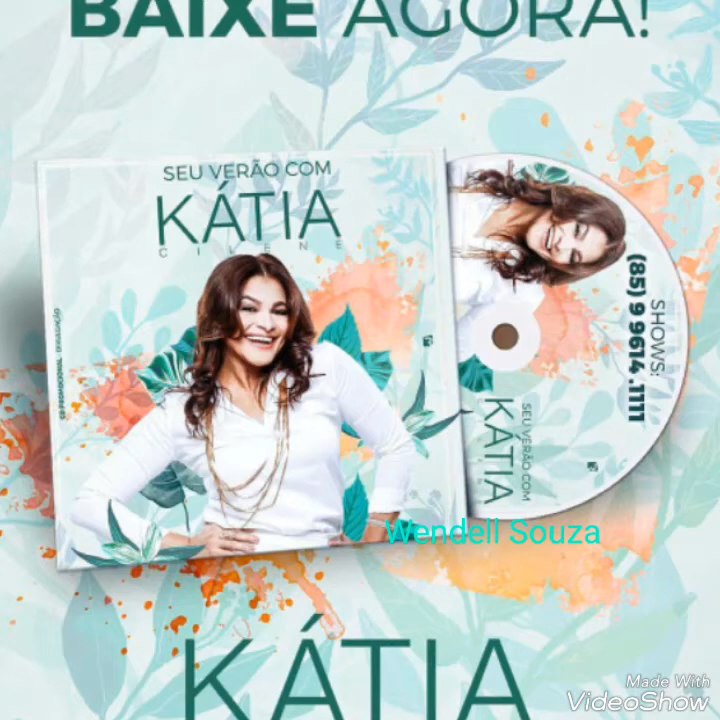 BAIXE AGORA!
SEU VERÃO COM
KÁTIA
CILENE
SHOWS:
(85) 9 9614.1111
SEU VERÃO COM
KÁTIA
Wendell Souza
KÁTIA
Made With
VideoShow